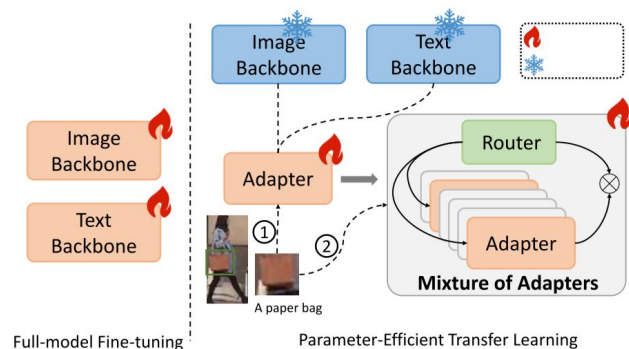 Image
Backbone
Text
Backbone
Full-model Fine-tuning
Image
Backbone
Text
Backbone
Adapter
1
2
A paper bag
Router
Adapter
Mixture of Adapters
Parameter-Efficient Transfer Learning